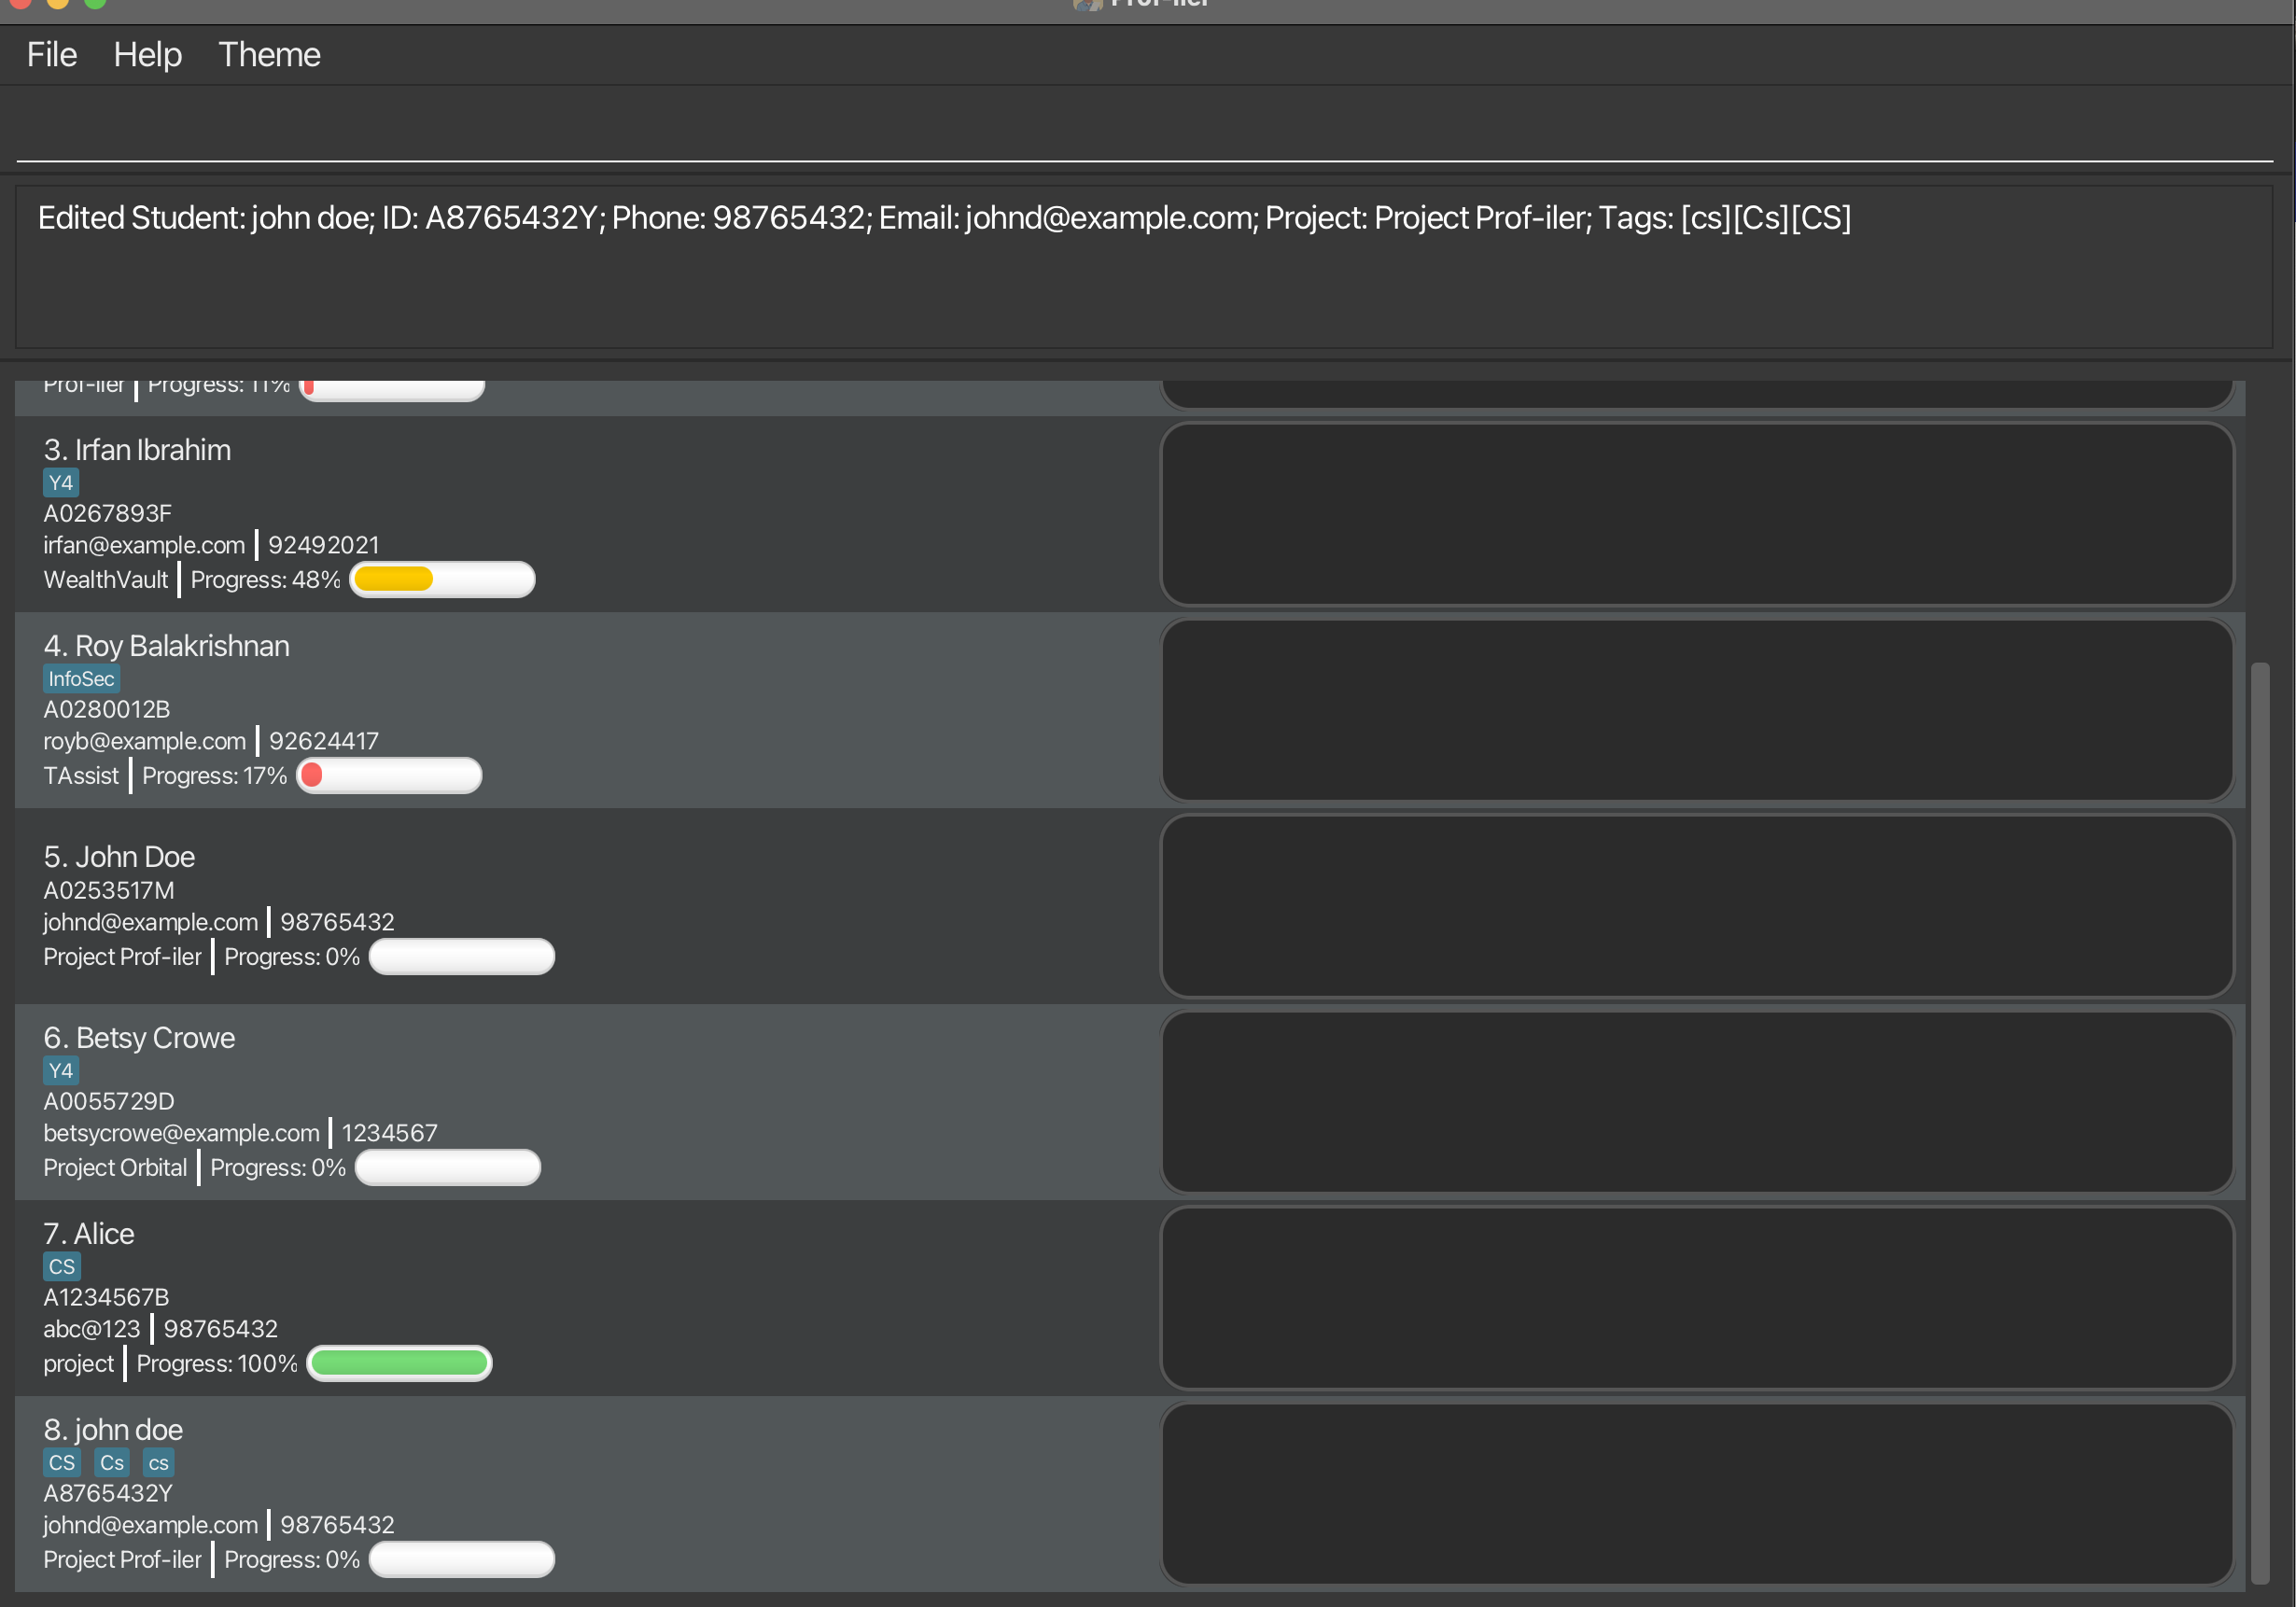 Prof-iler
File Help Theme
Edited Student: john doe; ID: A8765432Y; Phone: 98765432; Email: johnd@example.com; Project: Project Prof-iler; Tags: [cs][Cs][CS]
Prof-iler | Progress: 11%
3. Irfan Ibrahim
Y4
A0267893F
irfan@example.com | 92492021
WealthVault | Progress: 48%
4. Roy Balakrishnan
InfoSec
A0280012B
royb@example.com | 92624417
TAssist | Progress: 17%
5. John Doe
A0253517M
johnd@example.com | 98765432
Project Prof-iler | Progress: 0%
6. Betsy Crowe
Y4
A0055729D
betsycrowe@example.com | 1234567
Project Orbital | Progress: 0%
7. Alice
CS
A1234567B
abc@123 | 98765432
project | Progress: 100%
8. john doe
CS Cs cs
A8765432Y
johnd@example.com | 98765432
Project Prof-iler | Progress: 0%